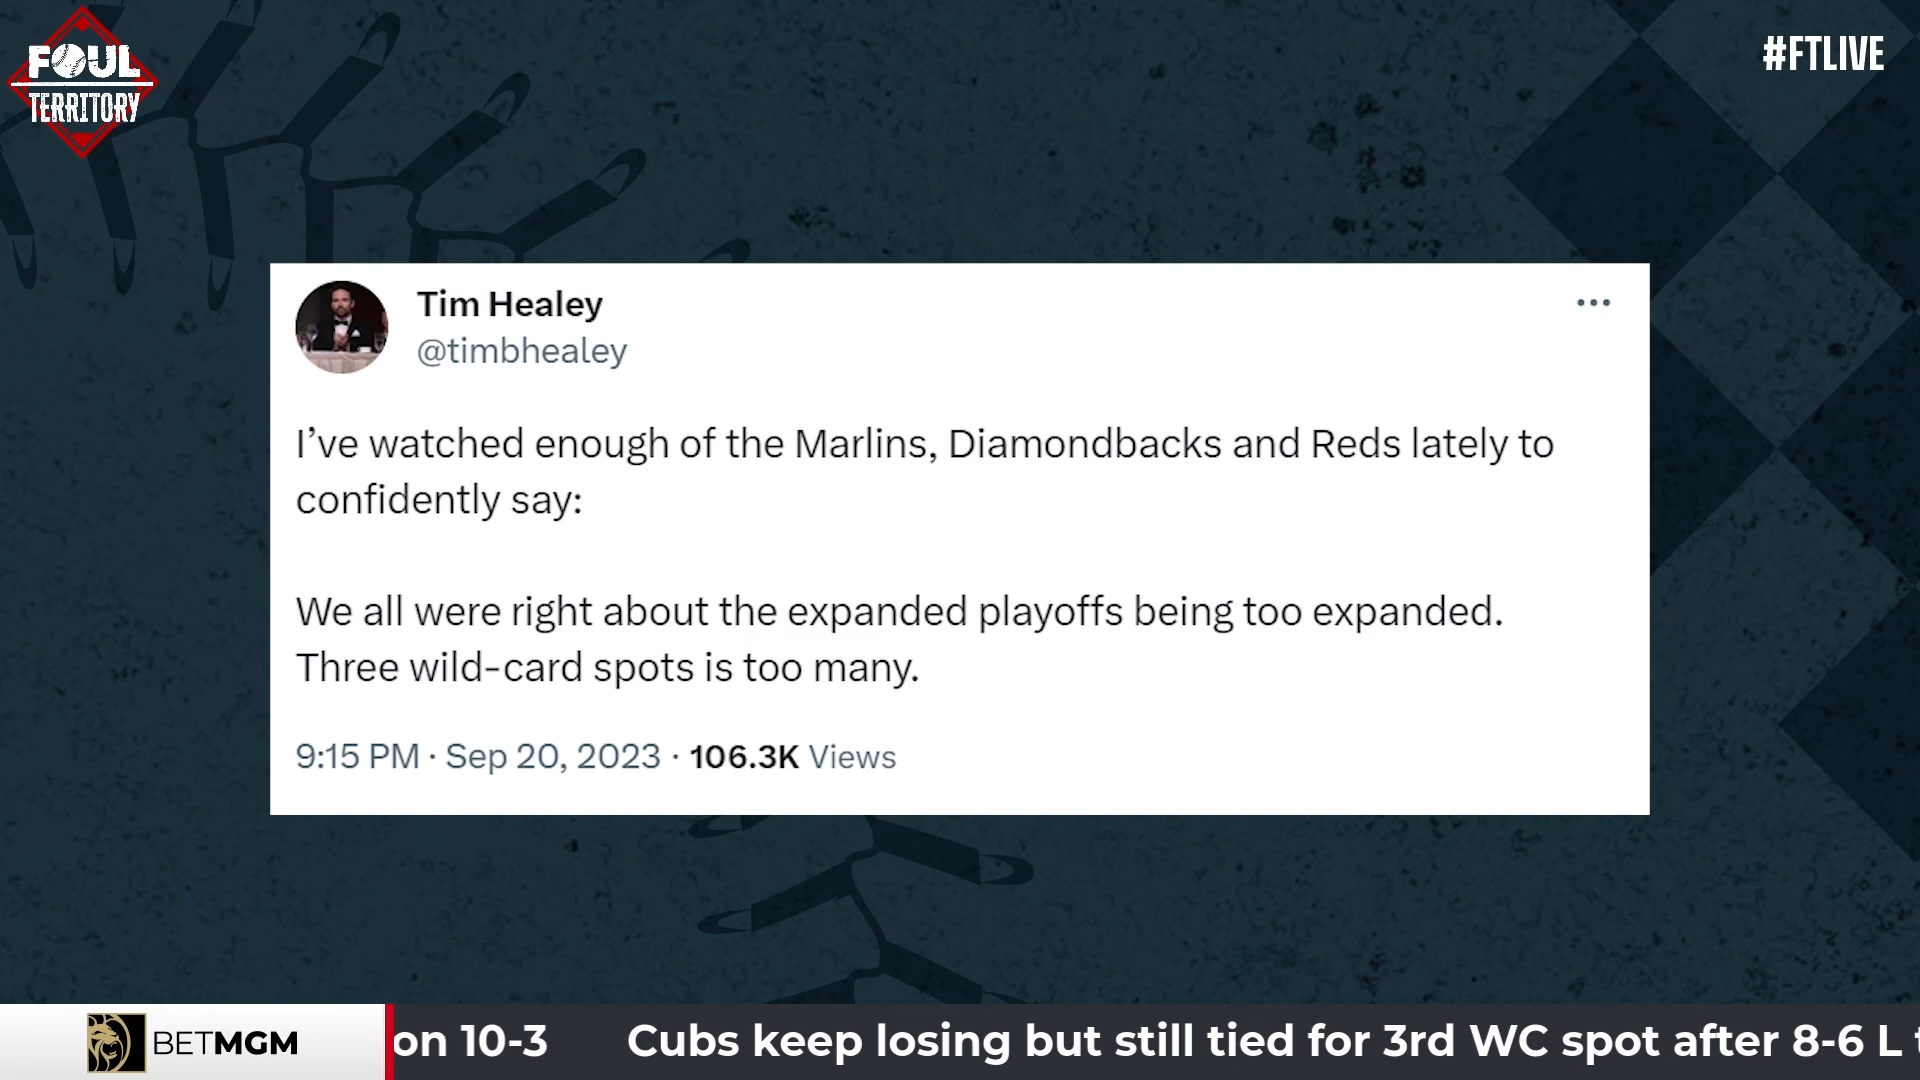 FOUL
TERRITORY
#FTLIVE
Tim Healey
@timbhealey
I’ve watched enough of the Marlins, Diamondbacks and Reds lately to
confidently say:
We all were right about the expanded playoffs being too expanded.
Three wild-card spots is too many.
9:15 PM · Sep 20, 2023 · 106.3K Views
BETMGM
on 10-3 Cubs keep losing but still tied for 3rd WC spot after 8-6 L